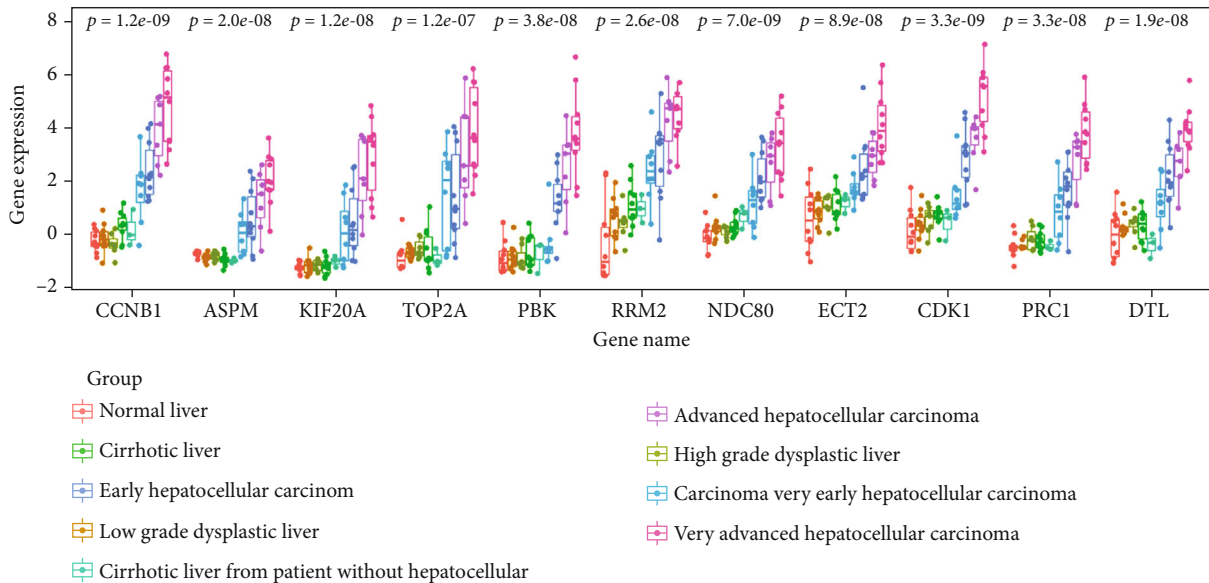 p = 1.2e-09 p = 2.0e-08 p = 1.2e-08 p = 1.2e-07 p = 3.8e-08 p = 2.6e-08 p = 7.0e-09 p = 8.9e-08 p = 3.3e-09 p = 3.3e-08 p = 1.9e-08
8
6
4
2
0
−2
Gene expression
CCNB1 ASPM KIF20A TOP2A PBK RRM2 NDC80 ECT2 CDK1 PRC1 DTL
Gene name
Group
Normal liver
Cirrhotic liver
Early hepatocellular carcinom
Low grade dysplastic liver
Cirrhotic liver from patient without hepatocellular
Advanced hepatocellular carcinoma
High grade dysplastic liver
Carcinoma very early hepatocellular carcinoma
Very advanced hepatocellular carcinoma